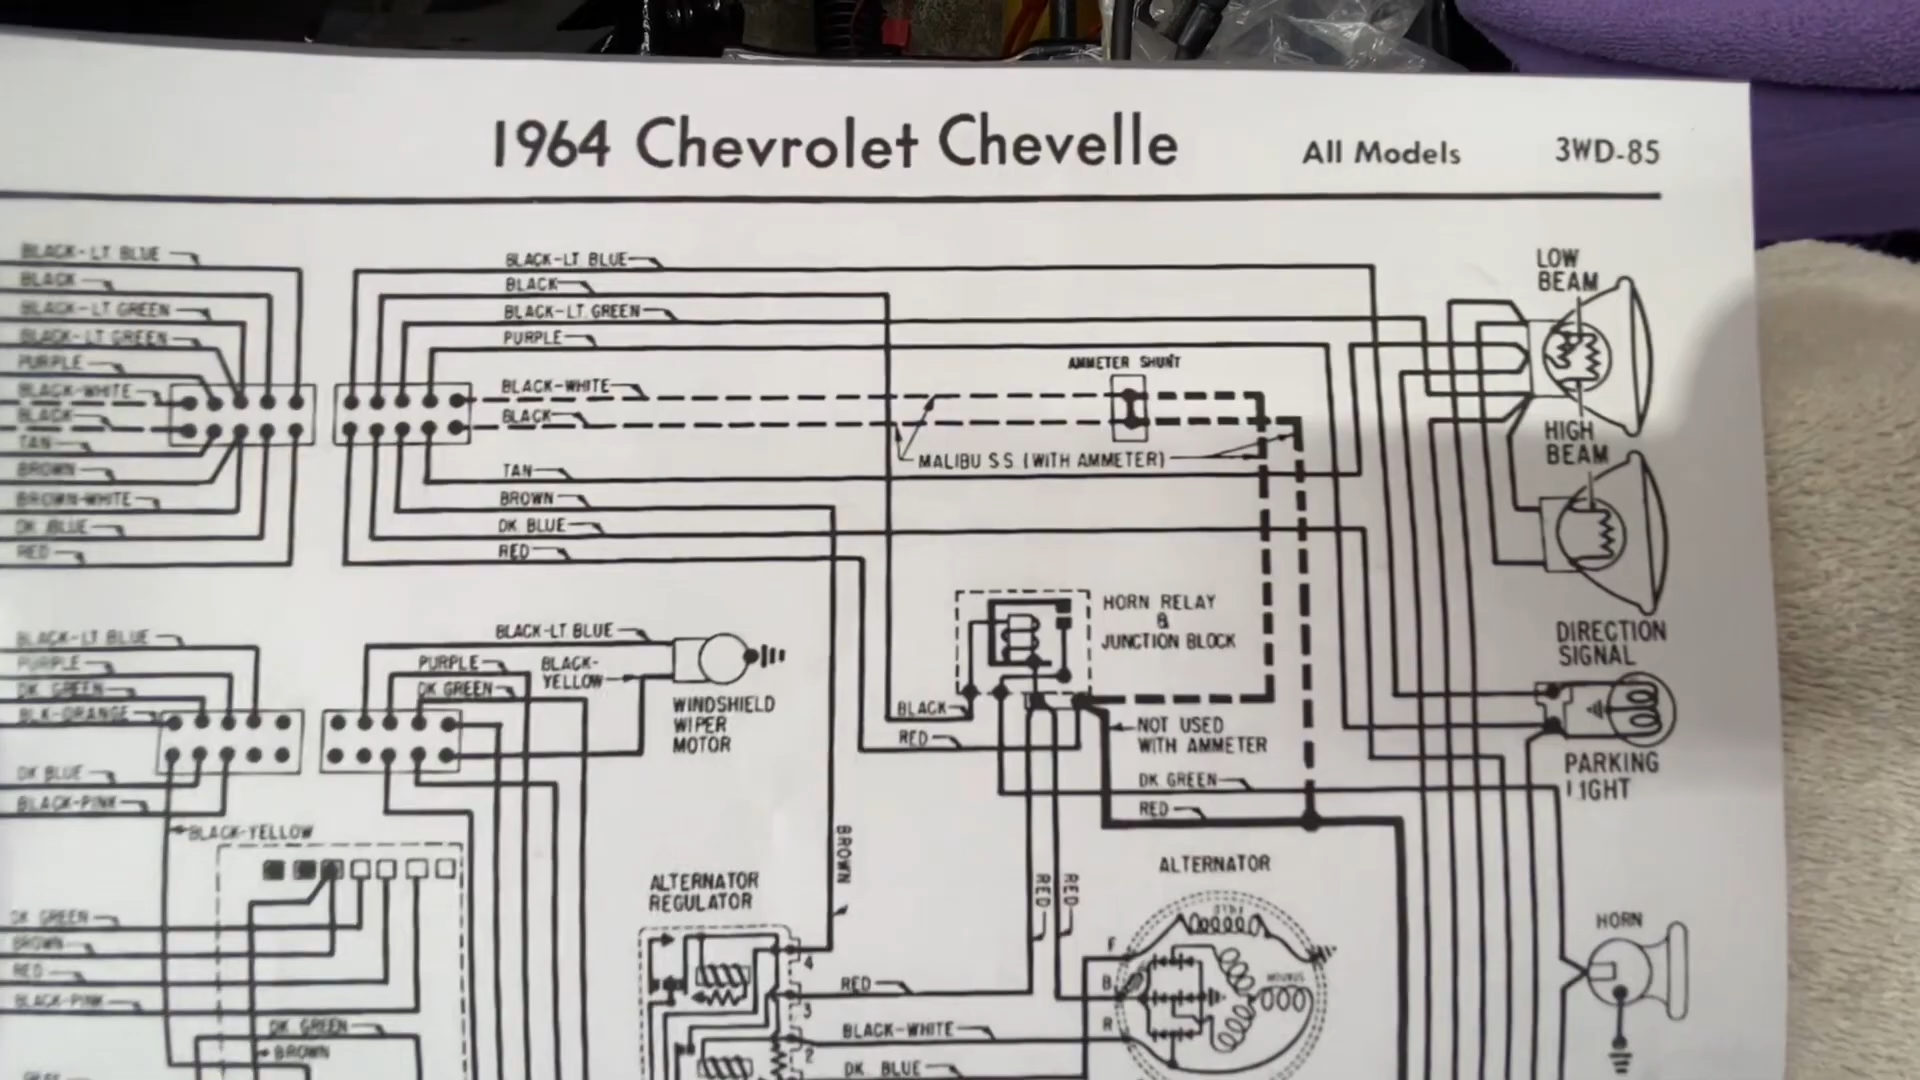 1964 Chevrolet Chevelle All Models 3WD-85
BLACK-LT BLUE
BLACK
BLACK-LT GREEN
BLACK-LT GREEN
PURPLE
BLACK-WHITE
BLACK
TAN
BROWN
BROWN-WHITE
DK BLUE
RED
BLACK-LT BLUE
BLACK
BLACK-LT. GREEN
PURPLE
BLACK-WHITE
BLACK
TAN
BROWN
DK BLUE
RED
AMMETER SHUNT
MALIBU S.S. (WITH AMMETER)
LOW
BEAM
HIGH
BEAM
DIRECTION
SIGNAL
PARKING
LIGHT
HORN RELAY
&
JUNCTION BLOCK
BLACK
RED
NOT USED
WITH AMMETER
DK GREEN
RED
BLACK-LT BLUE
PURPLE
DK GREEN
BLK-ORANGE
DK BLUE
BLACK-PINK
BLACK-YELLOW
BLACK-LT BLUE
PURPLE
DK GREEN
BLACK-
YELLOW
WINDSHIELD
WIPER
MOTOR
BROWN
RED
RED
ALTERNATOR
REGULATOR
4
3
2
RED
BLACK-WHITE
DK BLUE
ALTERNATOR
FIELD
STATOR
F
B
R
HORN
DK GREEN
BROWN
RED
BLACK-PINK
DK GREEN
BROWN